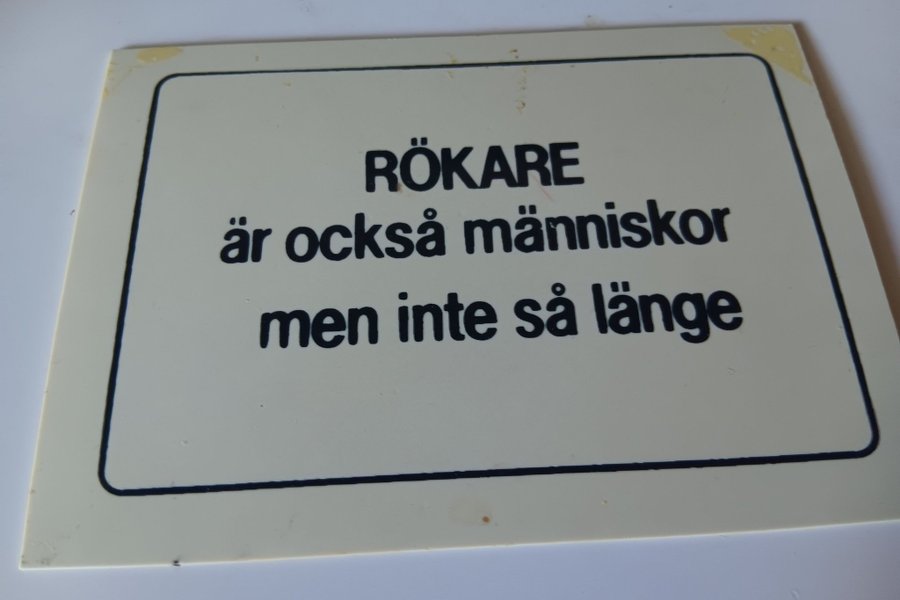 RÖKARE
är också människor
men inte så länge